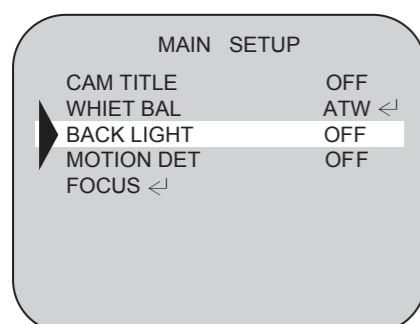 MAIN SETUP
CAM TITLE OFF
WHIET BAL ATW ↵
BACK LIGHT OFF
MOTION DET OFF
FOCUS ↵